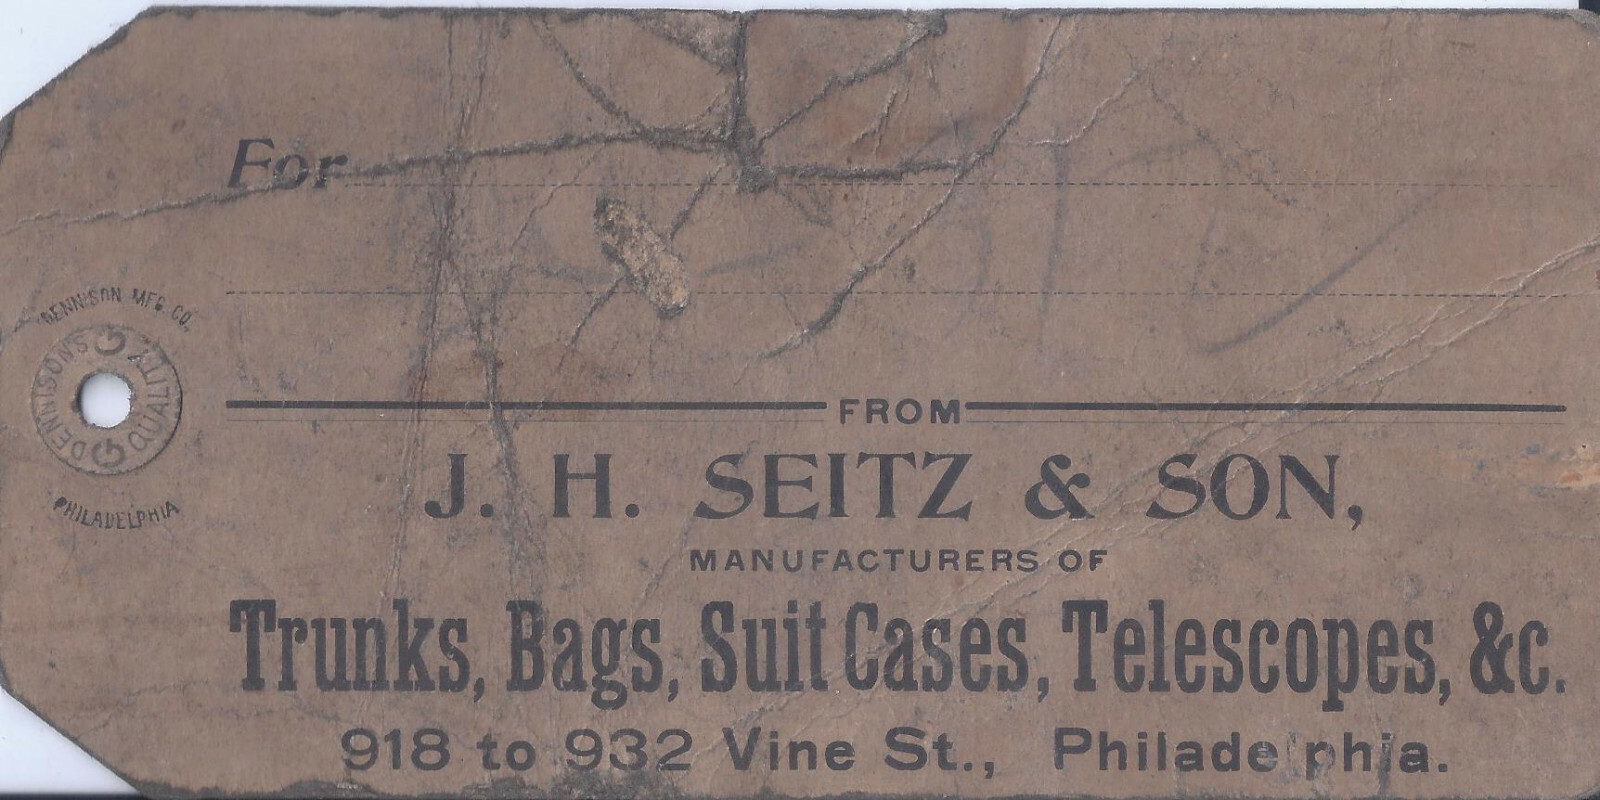 For
DENNISON MFG CO.
DENNISON'S QUALITY
PHILADELPHIA
FROM
J. H. SEITZ & SON,
MANUFACTURERS OF
Trunks, Bags, Suit Cases, Telescopes, &c.
918 to 932 Vine St., Philadelphia.